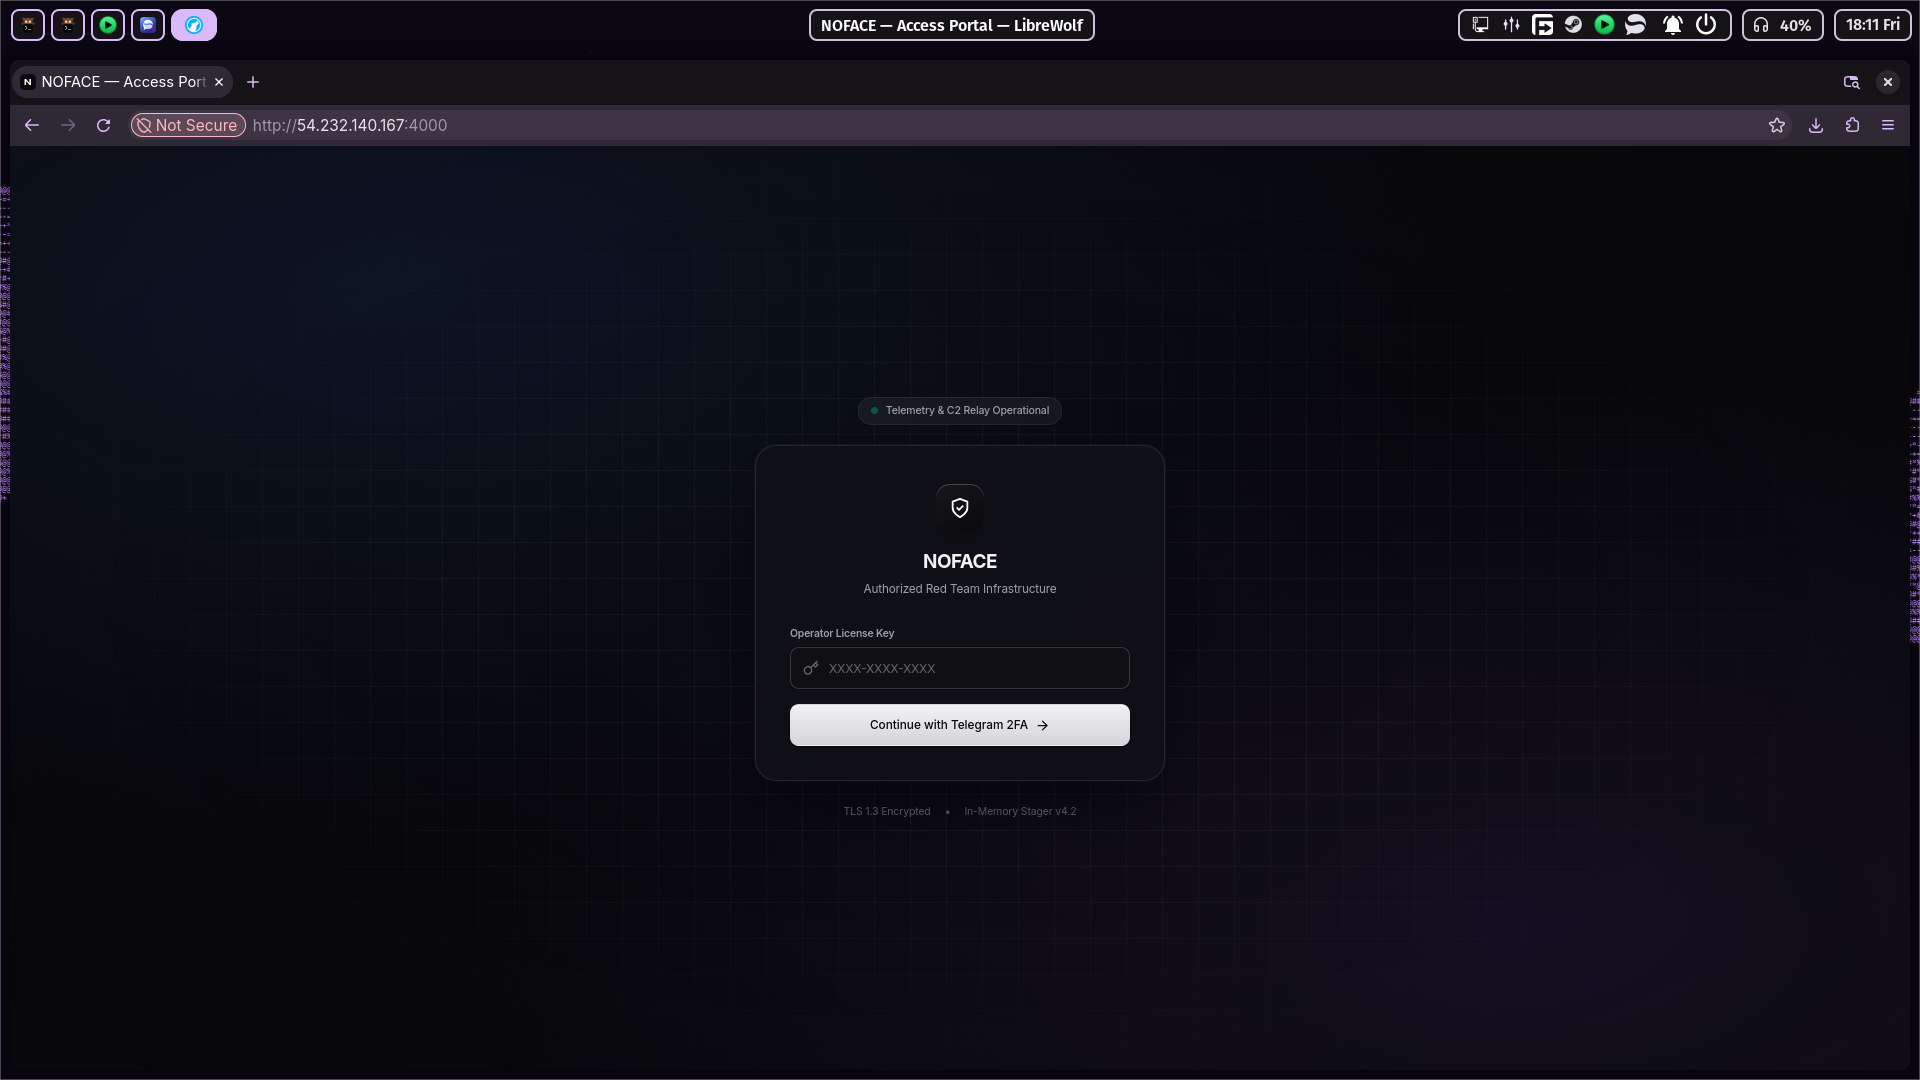 NOFACE — Access Portal — LibreWolf
40%
18:11 Fri
N NOFACE — Access Port
Not Secure http://54.232.140.167:4000
Telemetry & C2 Relay Operational
NOFACE
Authorized Red Team Infrastructure
Operator License Key
XXXX-XXXX-XXXX
Continue with Telegram 2FA →
TLS 1.3 Encrypted • In-Memory Stager v4.2